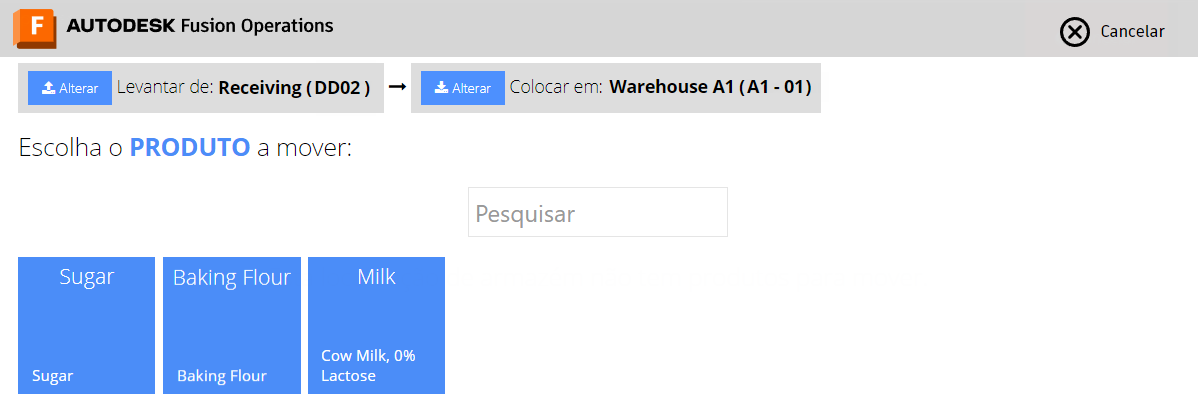 F AUTODESK Fusion Operations
Cancelar
Alterar Levantar de: Receiving (DD02 ) Alterar Colocar em: Warehouse A1 (A1 - 01)
Escolha o PRODUTO a mover:
Pesquisar
Sugar
Sugar
Baking Flour
Baking Flour
Milk
Cow Milk, 0%
Lactose